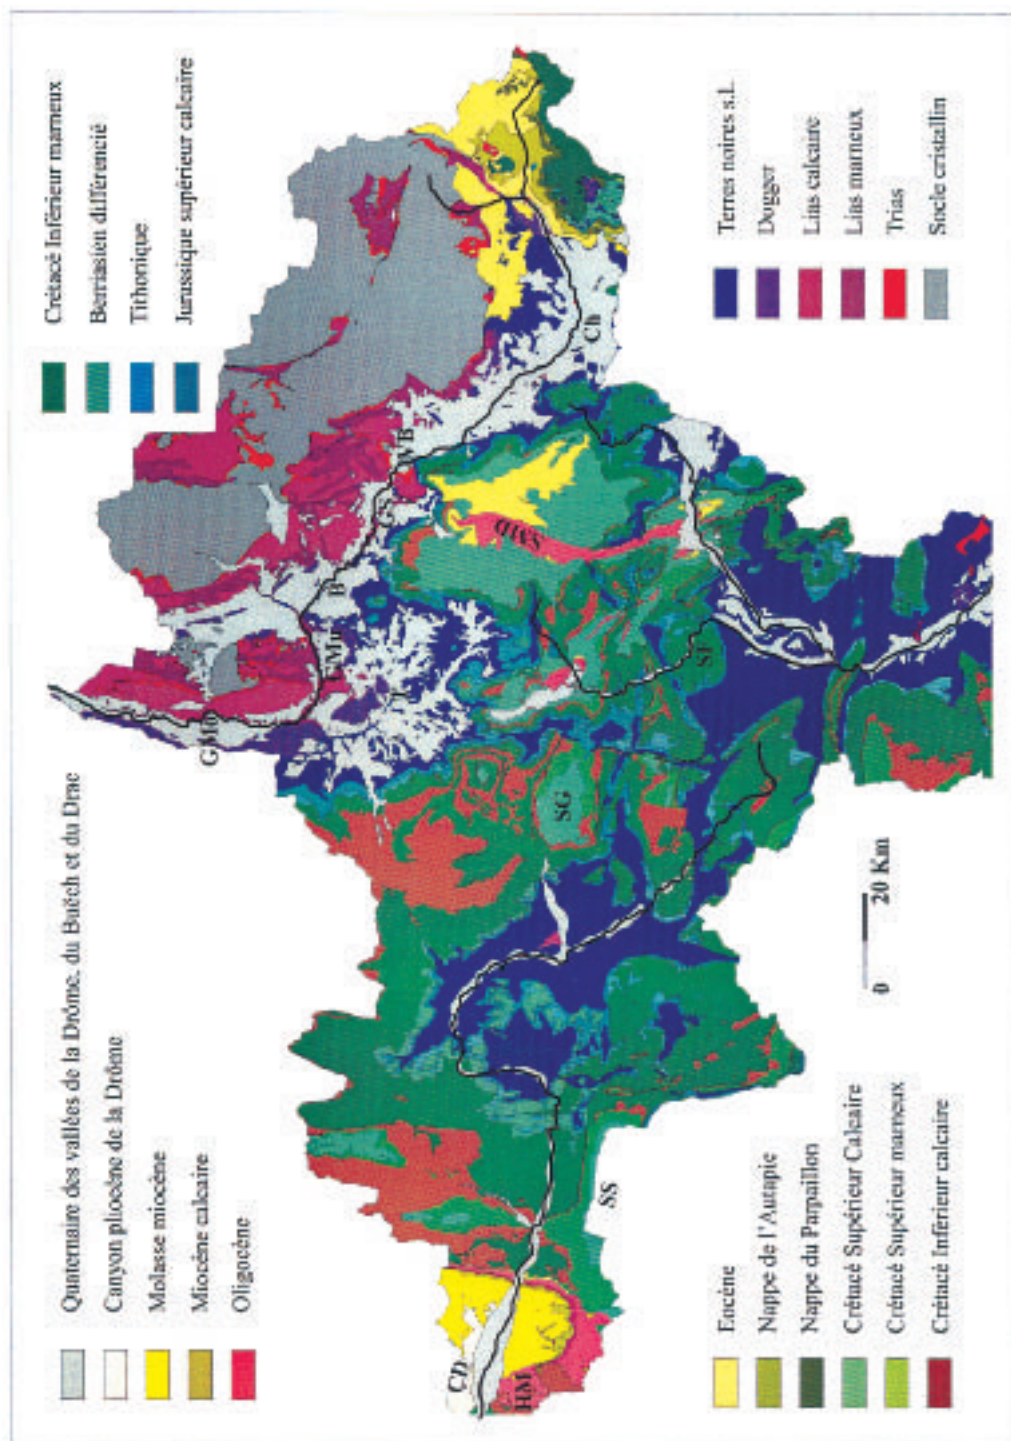 Quaternaire des vallées de la Drôme, du Buëch et du Drac
Canyon pliocène de la Drôme
Molasse miocène
Miocène calcaire
Oligocène
Crétacé Inférieur marneux
Berriasien différencié
Tithonique
Jurassique supérieur calcaire
Eocène
Nappe de l'Autapie
Nappe du Parpaillon
Crétacé Supérieur Calcaire
Crétacé Supérieur marneux
Crétacé Inférieur calcaire
Terres noires s.l.
Dogger
Lias calcaire
Lias marneux
Trias
Socle cristallin
CD
HM
SS
SG
SF
B
VB
Ch
0 20 Km